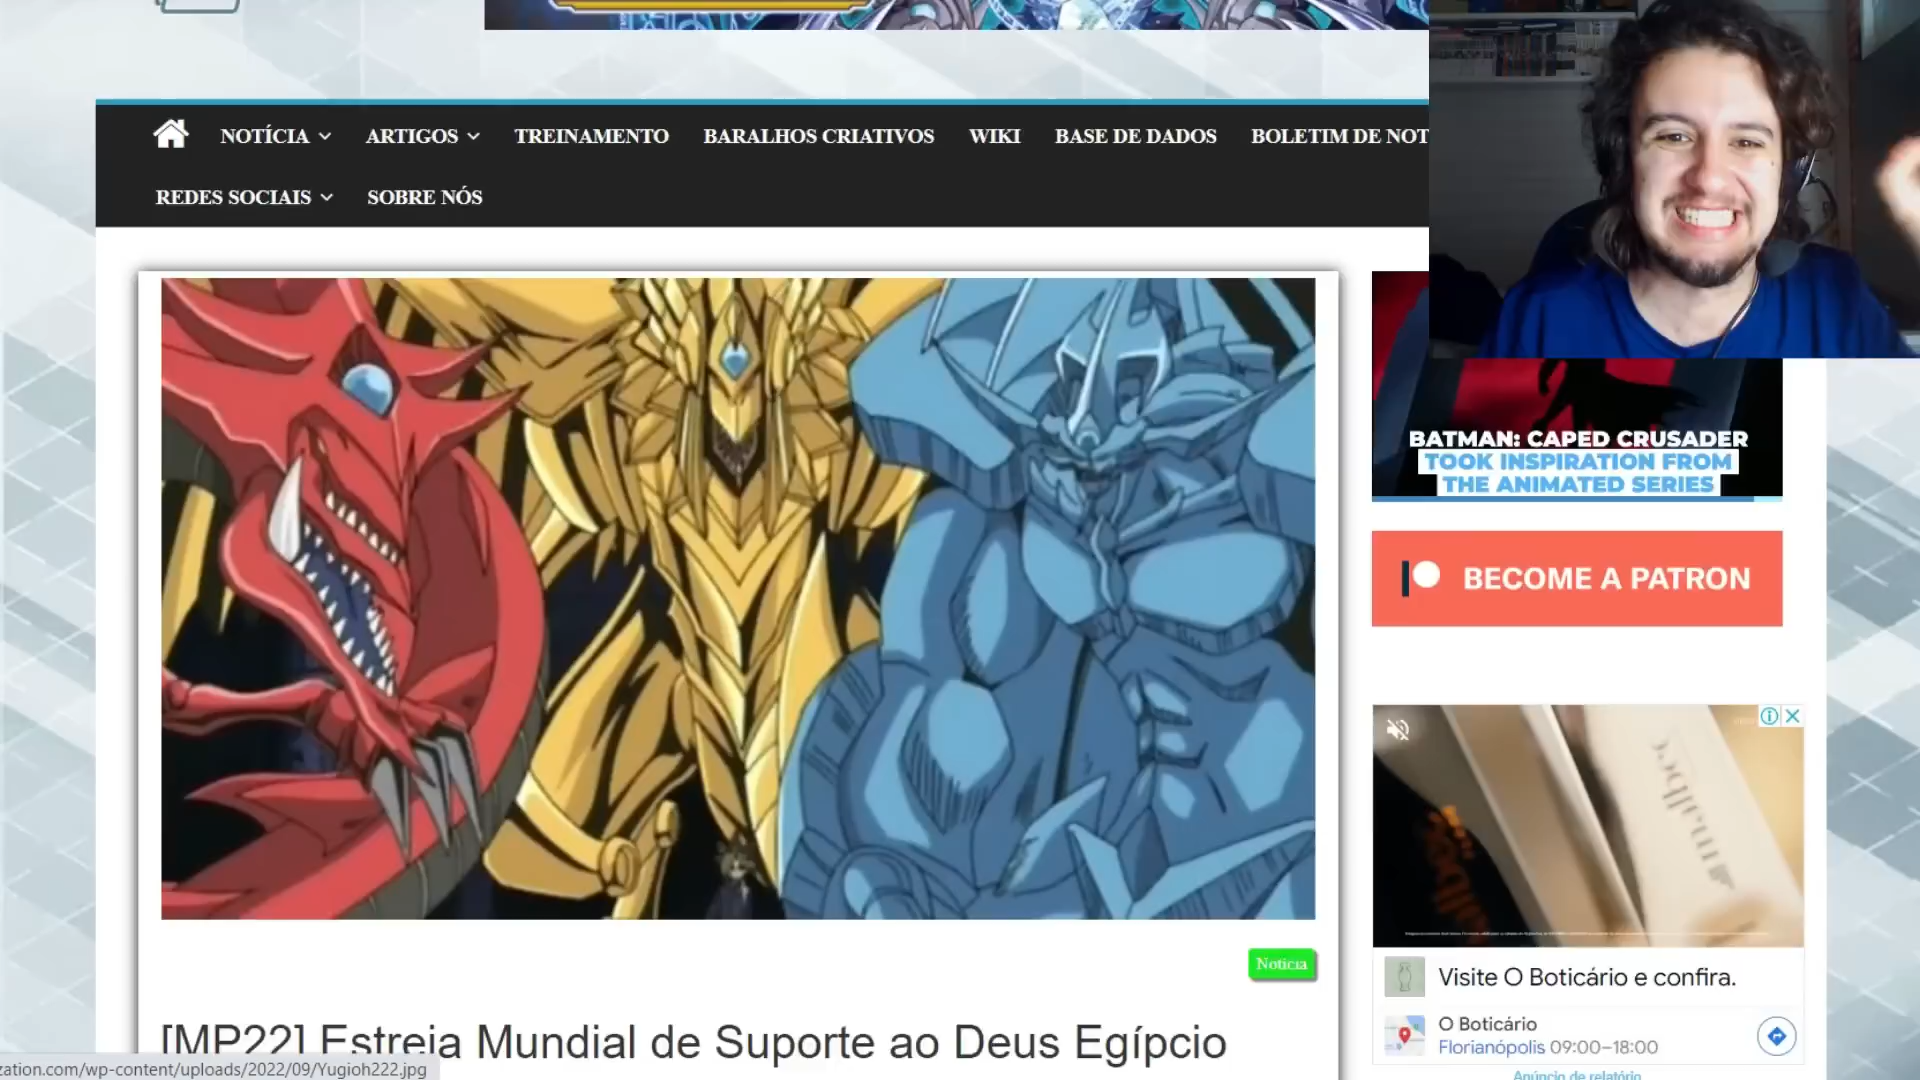 NOTÍCIA
ARTIGOS
TREINAMENTO
BARALHOS CRIATIVOS
WIKI
BASE DE DADOS
BOLETIM DE NOT
REDES SOCIAIS
SOBRE NÓS
BATMAN: CAPED CRUSADER
TOOK INSPIRATION FROM
THE ANIMATED SERIES
BECOME A PATRON
Notícia
Visite O Boticário e confira.
O Boticário
Florianópolis 09:00–18:00
Anúncio de relatório
[MP22] Estreia Mundial de Suporte ao Deus Egípcio
zation.com/wp-content/uploads/2022/09/Yugioh222.jpg